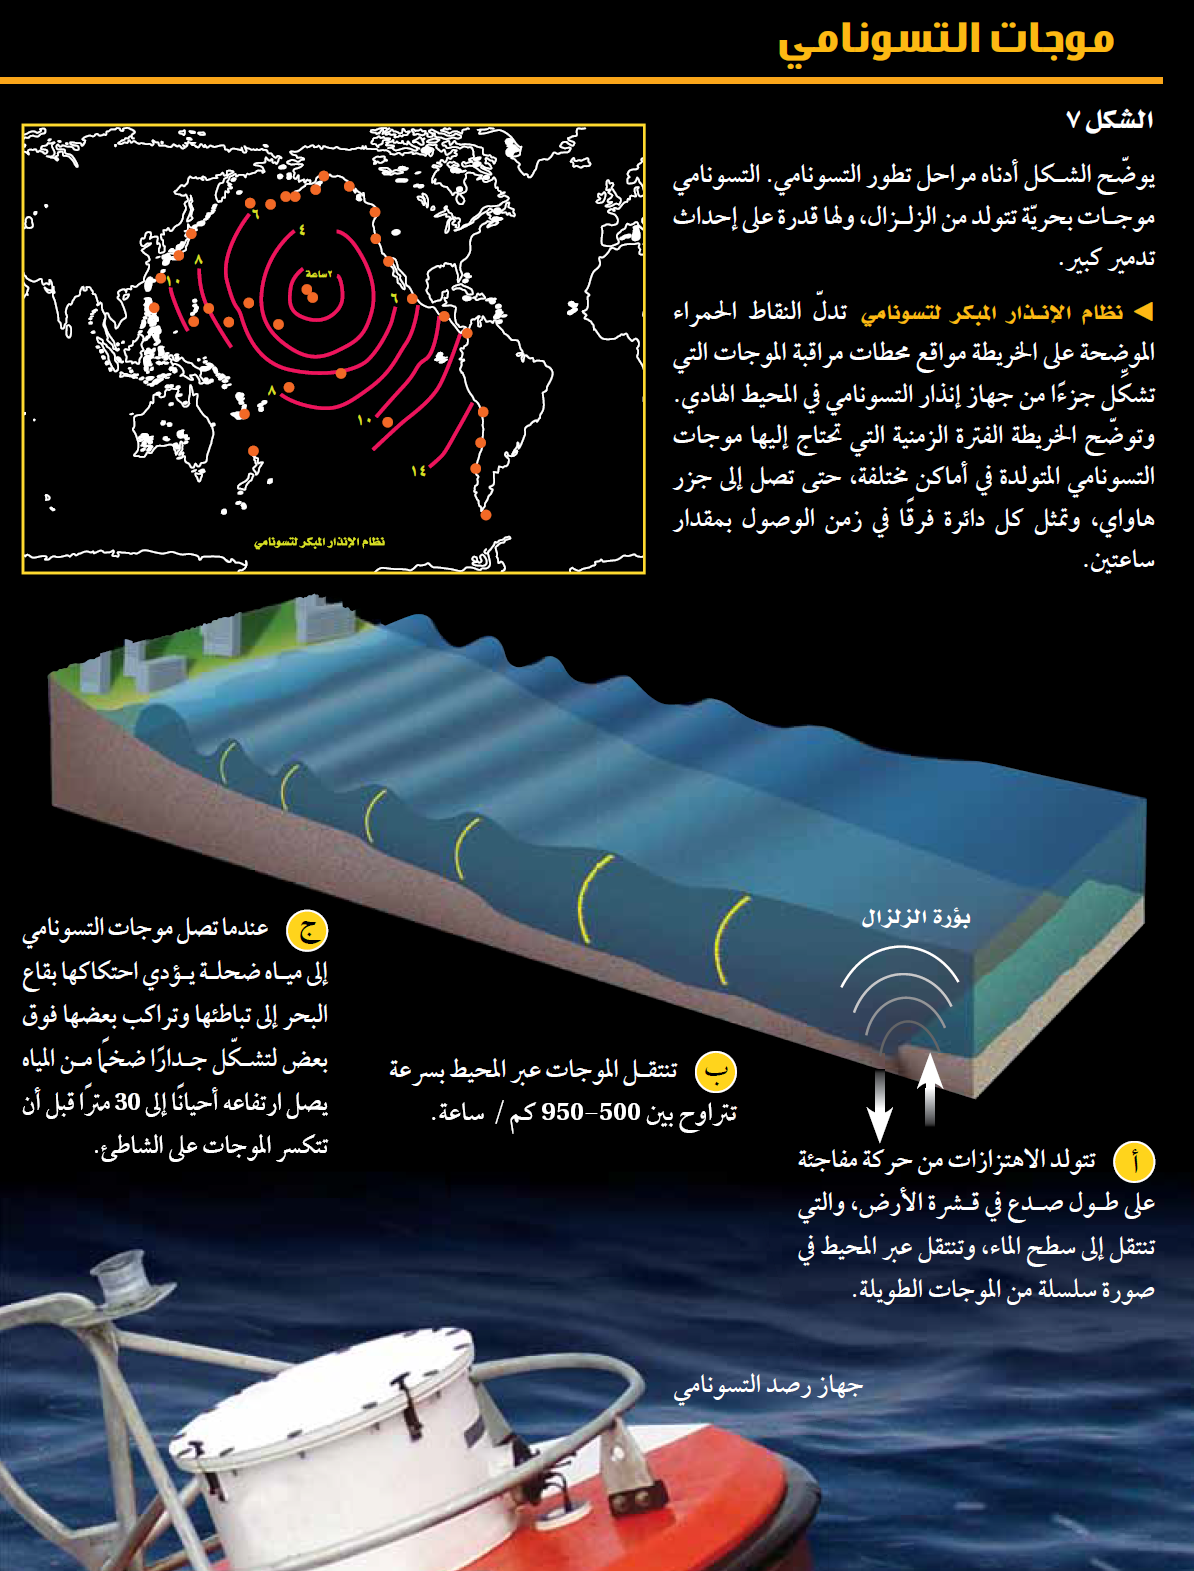 موجات التسونامي
الشكل ٧
يوضّح الشكل أدناه مراحل تطور التسونامي. التسونامي
موجات بحريّة تتولد من الزلزال، ولها قدرة على إحداث
تدمير كبير.
◀ نظام الإنذار المبكر لتسونامي تدلّ النقاط الحمراء
الموضحة على الخريطة مواقع محطات مراقبة الموجات التي
تشكِّل جزءًا من جهاز إنذار التسونامي في المحيط الهادي.
وتوضّح الخريطة الفترة الزمنية التي تحتاج إليها موجات
التسونامي المتولدة في أماكن مختلفة، حتى تصل إلى جزر
هاواي، وتمثل كل دائرة فرقًا في زمن الوصول بمقدار
ساعتين.
٦
٤
٨
١٠
٢ساعة
٦
٨
١٠
١٤
نظام الإنذار المبكر لتسونامي
بؤرة الزلزال
أ تتولد الاهتزازات من حركة مفاجئة
على طول صدع في قشرة الأرض، والتي
تنتقل إلى سطح الماء، وتنتقل عبر المحيط في
صورة سلسلة من الموجات الطويلة.
ب تنتقل الموجات عبر المحيط بسرعة
تتراوح بين 500–950 كم / ساعة.
ج عندما تصل موجات التسونامي
إلى مياه ضحلة يؤدي احتكاكها بقاع
البحر إلى تباطئها وتراكب بعضها فوق
بعض لتشكّل جدارًا ضخمًا من المياه
يصل ارتفاعه أحيانًا إلى 30 مترًا قبل أن
تتكسر الموجات على الشاطئ.
جهاز رصد التسونامي